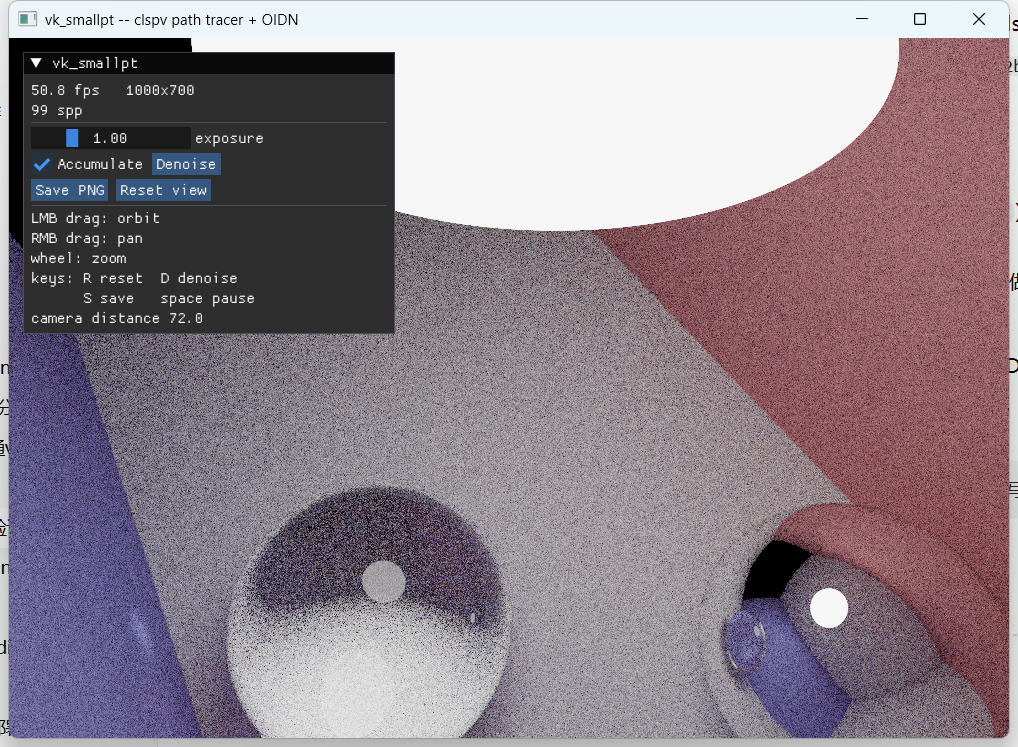 vk_smallpt -- clspv path tracer + OIDN
vk_smallpt
50.8 fps 1000x700
99 spp
1.00 exposure
Accumulate Denoise
Save PNG Reset view
LMB drag: orbit
RMB drag: pan
wheel: zoom
keys: R reset D denoise
S save space pause
camera distance 72.0